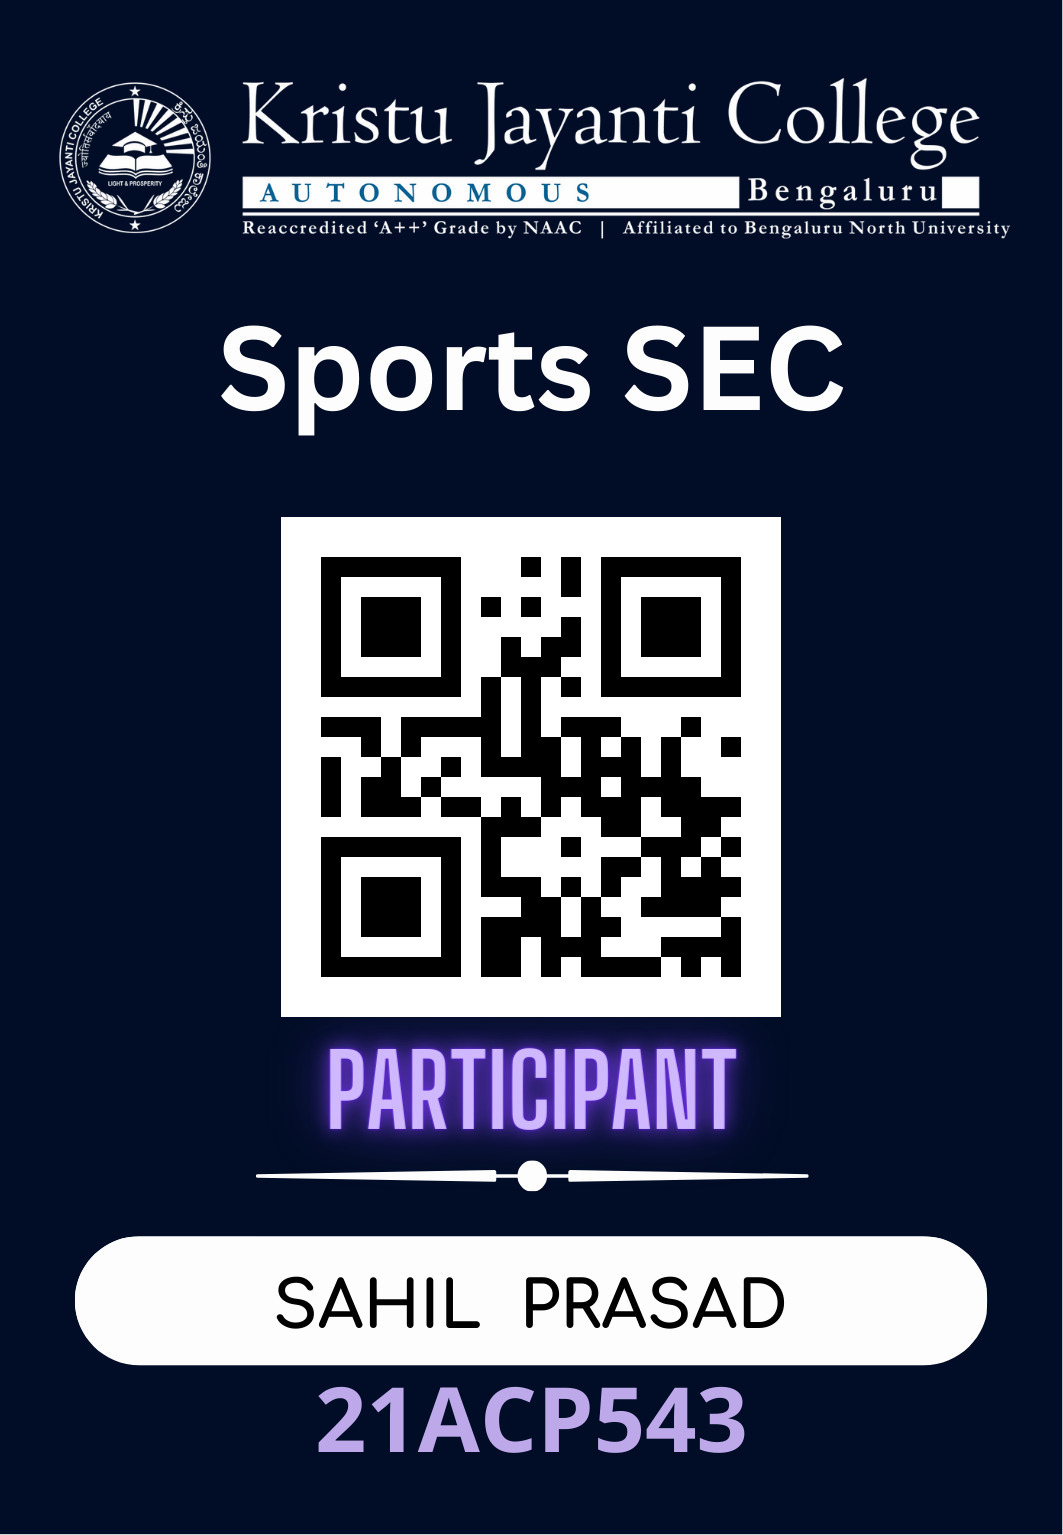 KRISTU JAYANTI COLLEGE
LIGHT & PROSPERITY
Kristu Jayanti College
AUTONOMOUS Bengaluru
Reaccredited ‘A++’ Grade by NAAC | Affiliated to Bengaluru North University
Sports SEC
PARTICIPANT
SAHIL PRASAD
21ACP543